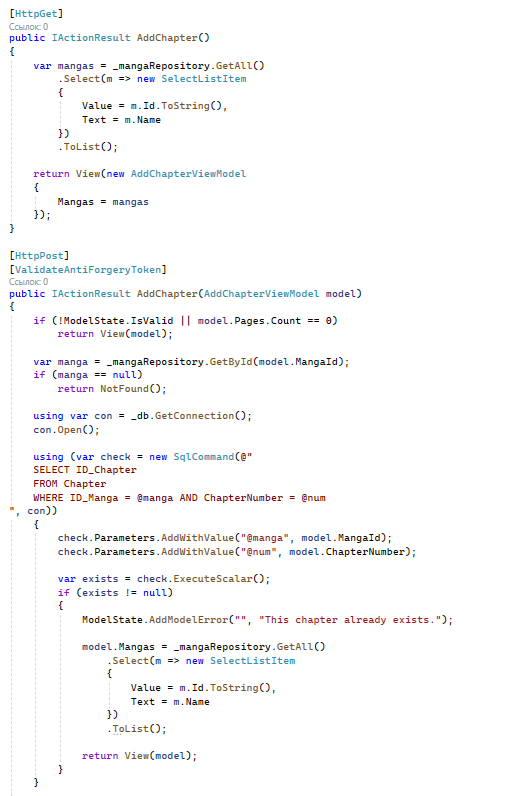 [HttpGet]
Ссылок: 0
public IActionResult AddChapter()
{
    var mangas = _mangaRepository.GetAll()
        .Select(m => new SelectListItem
        {
            Value = m.Id.ToString(),
            Text = m.Name
        })
        .ToList();

    return View(new AddChapterViewModel
    {
        Mangas = mangas
    });
}

[HttpPost]
[ValidateAntiForgeryToken]
Ссылок: 0
public IActionResult AddChapter(AddChapterViewModel model)
{
    if (!ModelState.IsValid || model.Pages.Count == 0)
        return View(model);

    var manga = _mangaRepository.GetById(model.MangaId);
    if (manga == null)
        return NotFound();

    using var con = _db.GetConnection();
    con.Open();

    using (var check = new SqlCommand(@"
    SELECT ID_Chapter
    FROM Chapter
    WHERE ID_Manga = @manga AND ChapterNumber = @num
", con))
    {
        check.Parameters.AddWithValue("@manga", model.MangaId);
        check.Parameters.AddWithValue("@num", model.ChapterNumber);

        var exists = check.ExecuteScalar();
        if (exists != null)
        {
            ModelState.AddModelError("", "This chapter already exists.");

            model.Mangas = _mangaRepository.GetAll()
                .Select(m => new SelectListItem
                {
                    Value = m.Id.ToString(),
                    Text = m.Name
                })
                .ToList();

            return View(model);
        }
    }